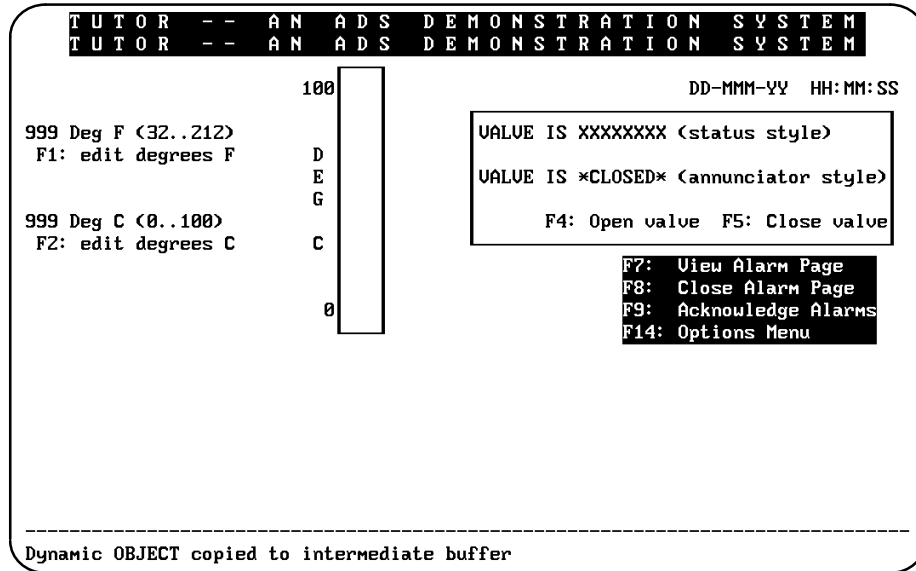 T U T O R -- A N A D S D E M O N S T R A T I O N S Y S T E M
T U T O R -- A N A D S D E M O N S T R A T I O N S Y S T E M
100
DD-MMM-YY HH:MM:SS
999 Deg F (32..212)
F1: edit degrees F
D
E
G
C
999 Deg C (0..100)
F2: edit degrees C
0
VALVE IS XXXXXXXX (status style)
VALVE IS *CLOSED* (annunciator style)
F4: Open valve F5: Close valve
F7: View Alarm Page
F8: Close Alarm Page
F9: Acknowledge Alarms
F14: Options Menu
Dynamic OBJECT copied to intermediate buffer